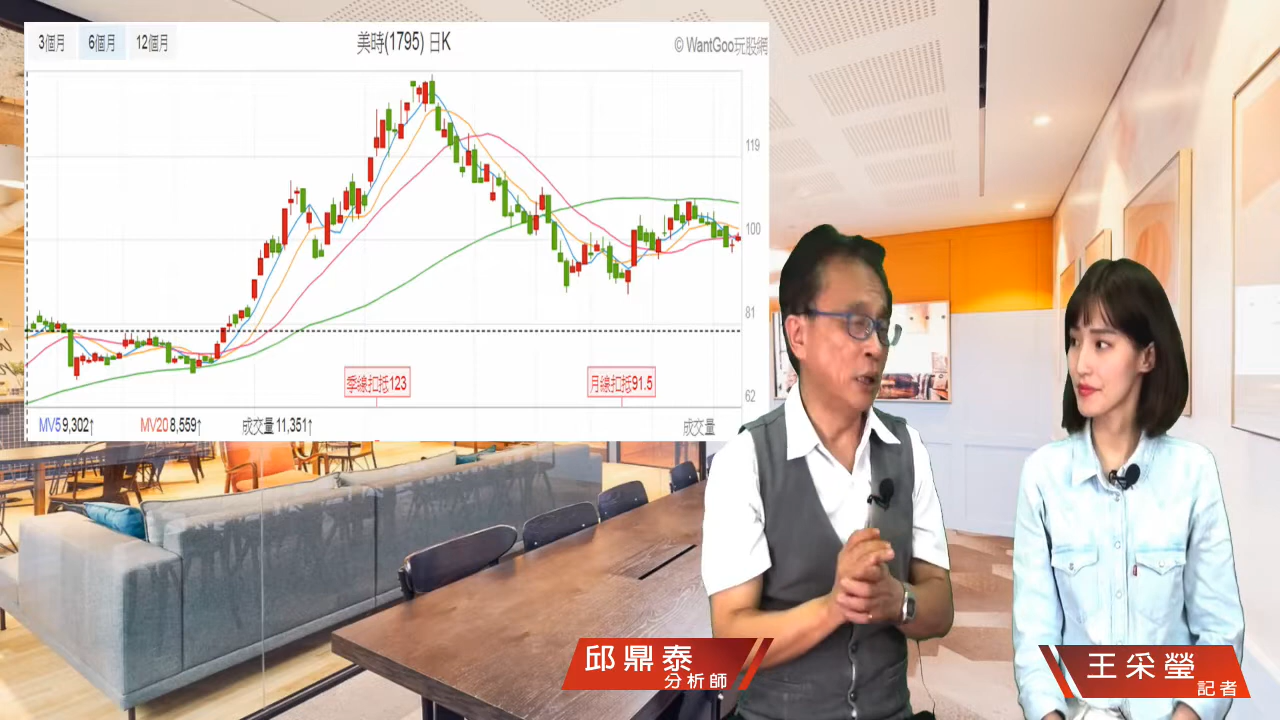 3個月 6個月 12個月
美時(1795) 日K
© WantGoo玩股網
119
100
81
62
季線扣抵123
月線扣抵91.5
MV5 9,302↑ MV20 8,559↑ 成交量 11,351↑
成交量
邱鼎泰
分析師
王采瑩
記者